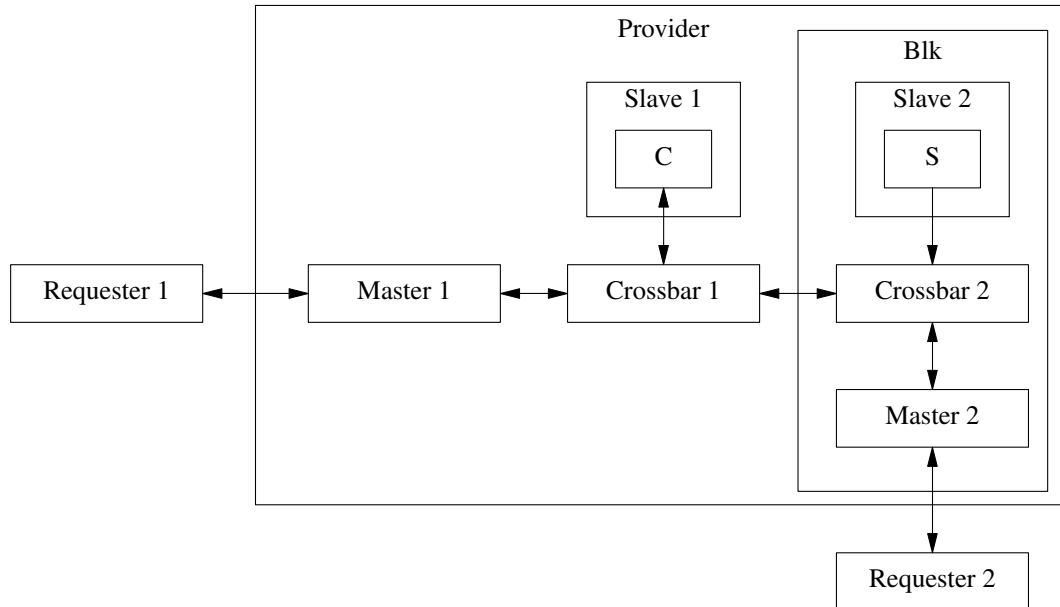 Provider
Blk
Slave 1
Slave 2
C
S
Requester 1
Master 1
Crossbar 1
Crossbar 2
Master 2
Requester 2